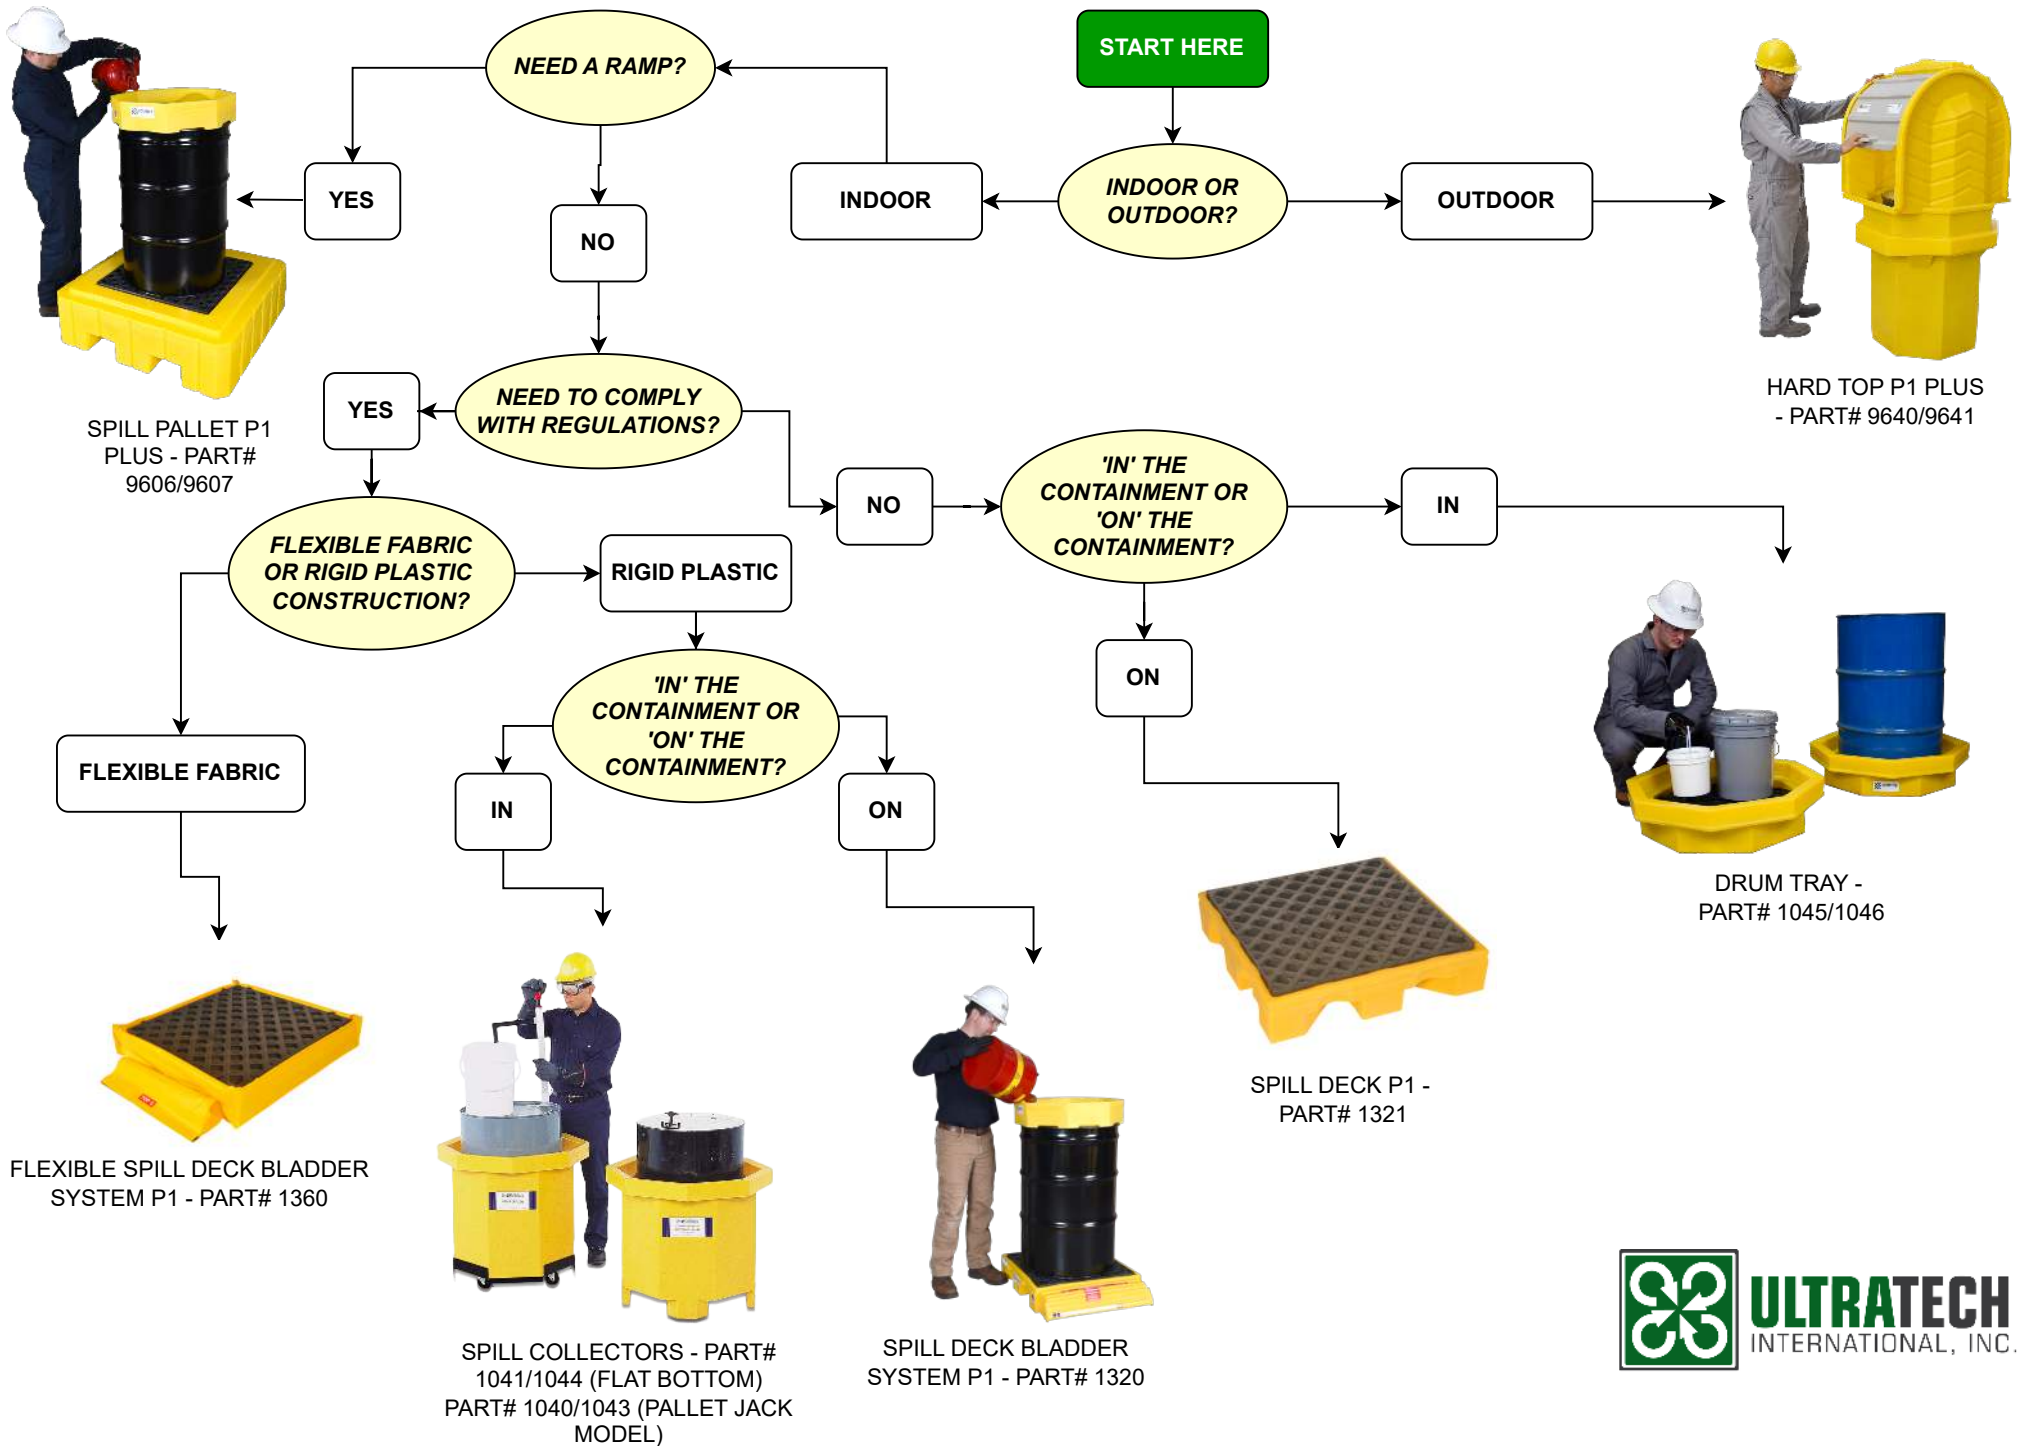 START HERE
NEED A RAMP?
INDOOR OR
OUTDOOR?
INDOOR
OUTDOOR
YES
NO
HARD TOP P1 PLUS
- PART# 9640/9641
SPILL PALLET P1
PLUS - PART#
9606/9607
NEED TO COMPLY
WITH REGULATIONS?
YES
NO
'IN' THE
CONTAINMENT OR
'ON' THE
CONTAINMENT?
IN
ON
FLEXIBLE FABRIC
OR RIGID PLASTIC
CONSTRUCTION?
RIGID PLASTIC
'IN' THE
CONTAINMENT OR
'ON' THE
CONTAINMENT?
FLEXIBLE FABRIC
IN
ON
DRUM TRAY -
PART# 1045/1046
SPILL DECK P1 -
PART# 1321
FLEXIBLE SPILL DECK BLADDER
SYSTEM P1 - PART# 1360
SPILL COLLECTORS - PART#
1041/1044 (FLAT BOTTOM)
PART# 1040/1043 (PALLET JACK
MODEL)
SPILL DECK BLADDER
SYSTEM P1 - PART# 1320
ULTRATECH
INTERNATIONAL, INC.